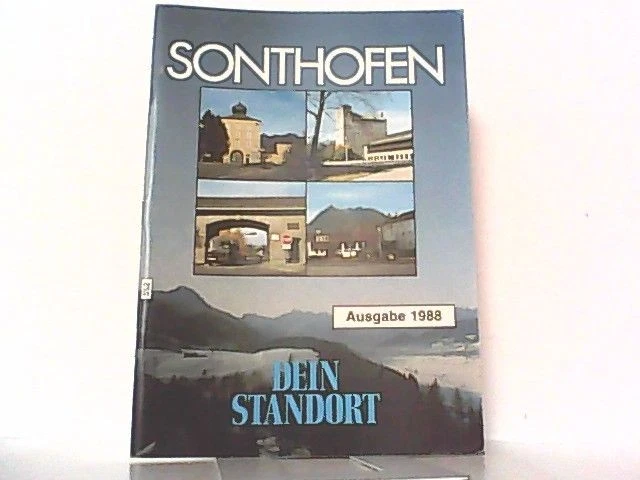 SONTHOFEN
Ausgabe 1988
DEIN
STANDORT